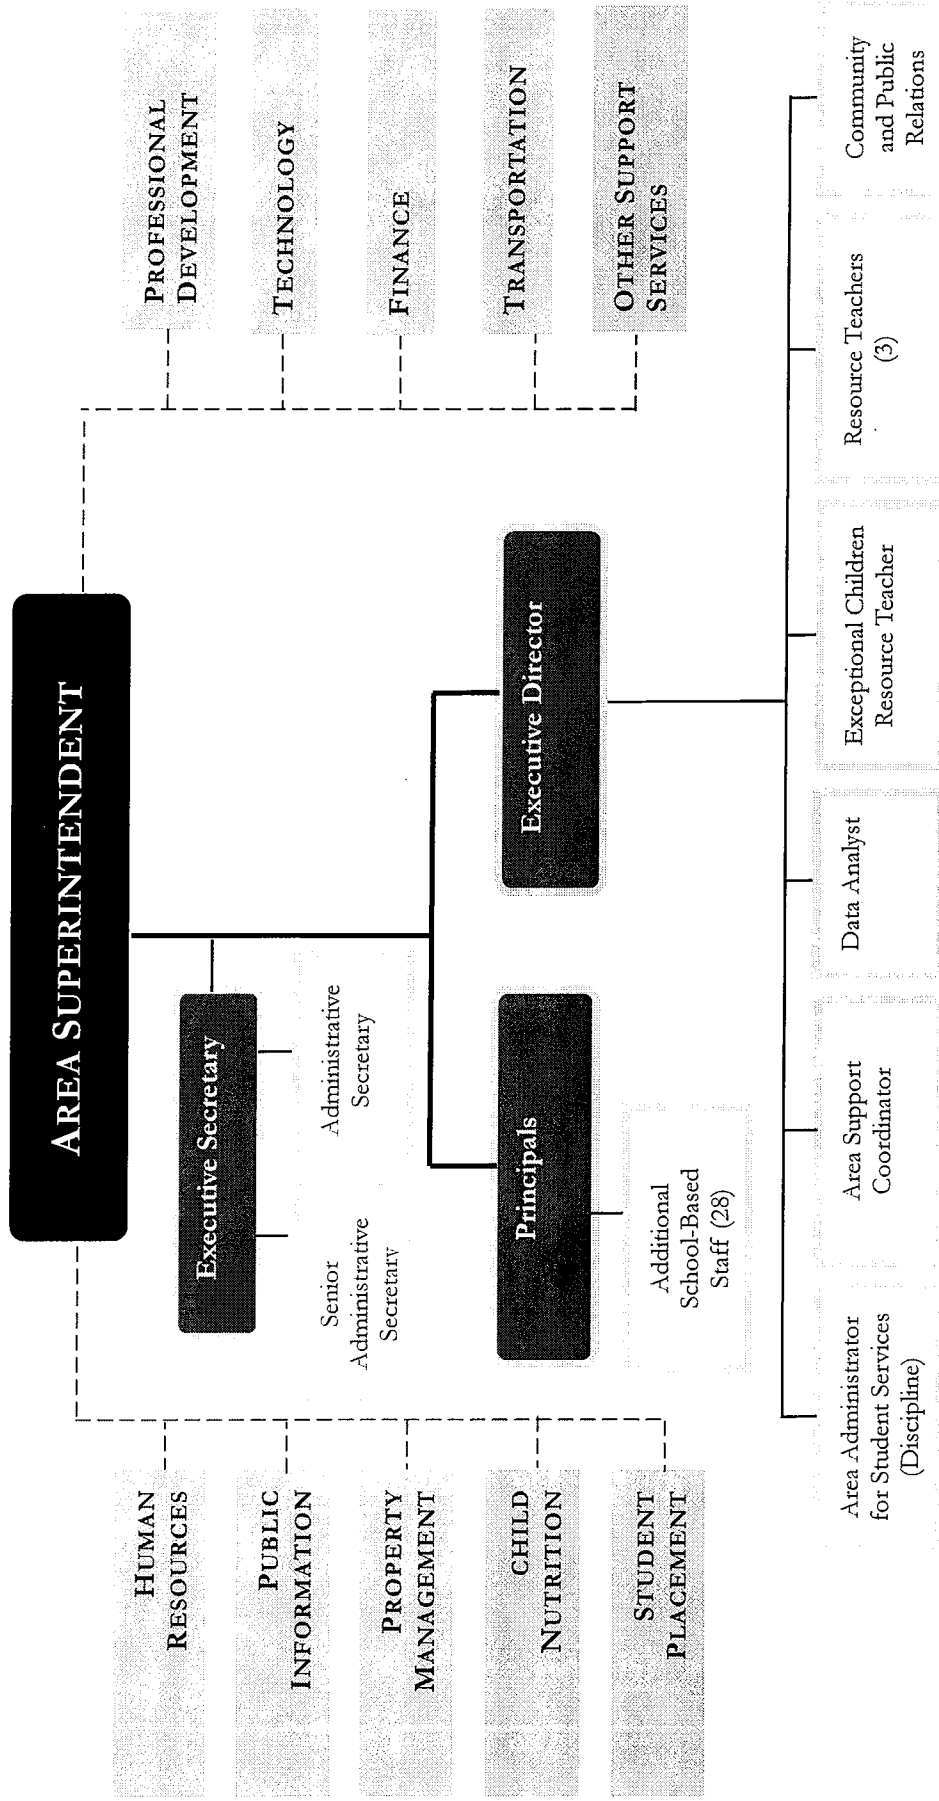 AREA SUPERINTENDENT
Executive Secretary
Senior
Administrative
Secretary
Administrative
Secretary
Principals
Additional
School-Based
Staff (28)
Executive Director
HUMAN
RESOURCES
PUBLIC
INFORMATION
PROPERTY
MANAGEMENT
CHILD
NUTRITION
STUDENT
PLACEMENT
PROFESSIONAL
DEVELOPMENT
TECHNOLOGY
FINANCE
TRANSPORTATION
OTHER SUPPORT
SERVICES
Area Administrator
for Student Services
(Discipline)
Area Support
Coordinator
Data Analyst
Exceptional Children
Resource Teacher
Resource Teachers
(3)
Community
and Public
Relations